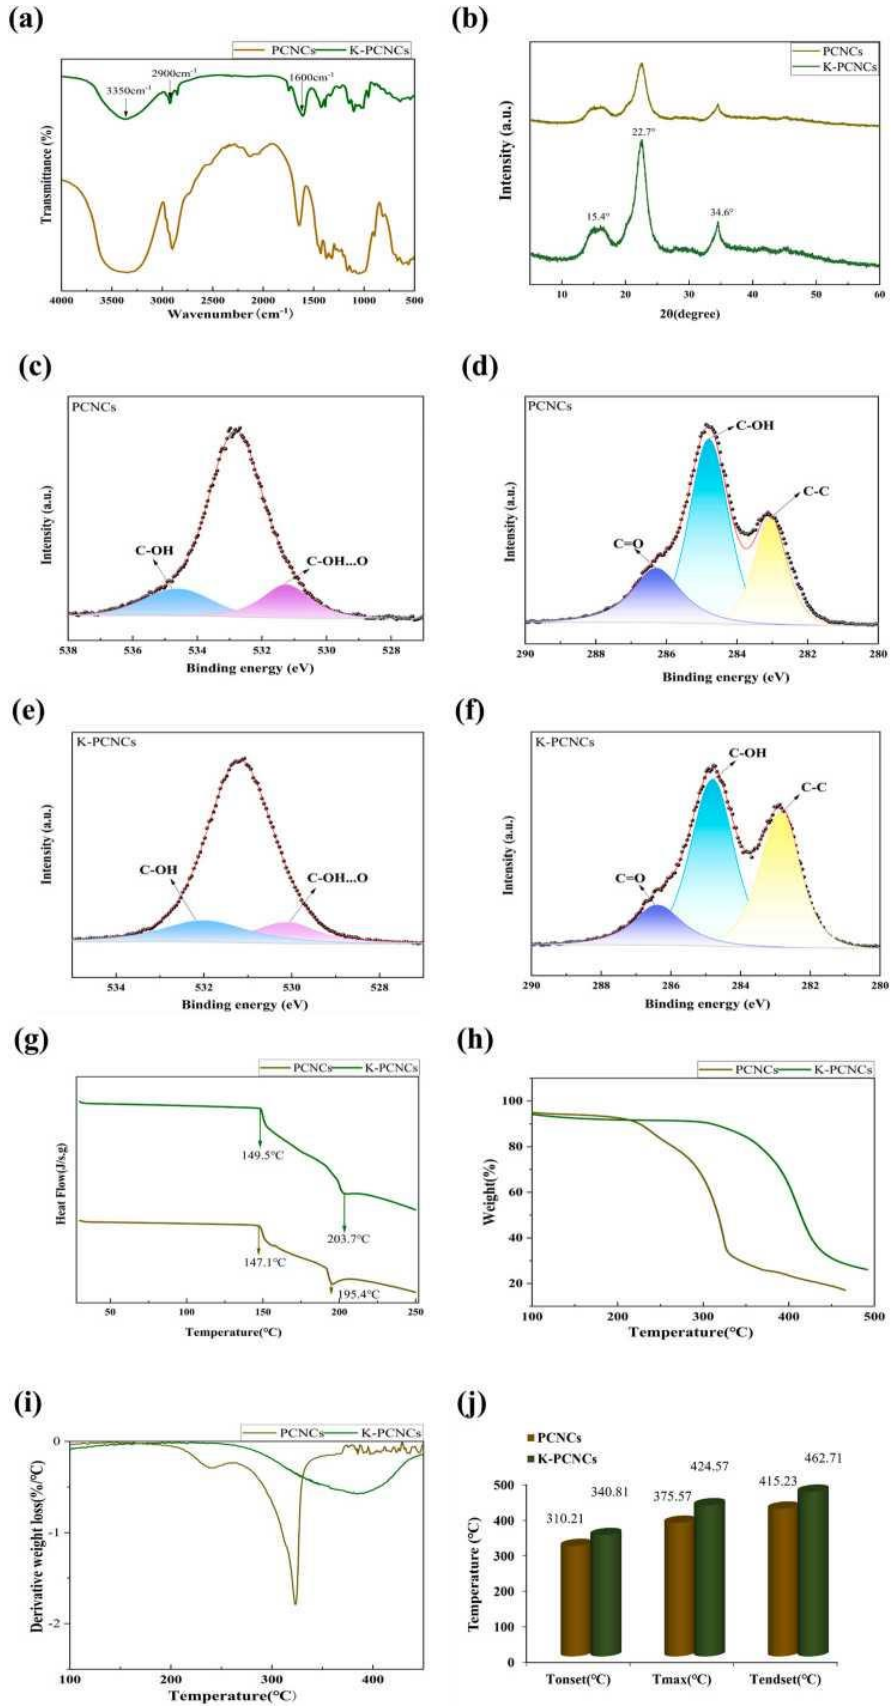 (a)
PCNCs K-PCNCs
2900cm-1
3350cm-1
1600cm-1
Transmittance (%)
4000 3500 3000 2500 2000 1500 1000 500
Wavenumber(cm-1)
(b)
PCNCs
K-PCNCs
22.7°
15.4°
34.6°
Intensity (a.u.)
10 20 30 40 50 60
2θ(degree)
(c)
PCNCs
C-OH
C-OH...O
Intensity (a.u.)
538 536 534 532 530 528
Binding energy (eV)
(d)
PCNCs
C-OH
C-C
C=O
Intensity (a.u.)
290 288 286 284 282 280
Binding energy (eV)
(e)
K-PCNCs
C-OH
C-OH...O
Intensity (a.u.)
534 532 530 528
Binding energy (eV)
(f)
K-PCNCs
C-OH
C-C
C=O
Intensity (a.u.)
290 288 286 284 282 280
Binding energy (eV)
(g)
PCNCs K-PCNCs
149.5°C
203.7°C
147.1°C
195.4°C
Heat Flow(J/s.g)
50 100 150 200 250
Temperature(°C)
(h)
PCNCs K-PCNCs
Weight(%)
100
80
60
40
20
100 200 300 400 500
Temperature(°C)
(i)
PCNCs K-PCNCs
Derivative weight loss(%/°C)
0
-1
-2
100 200 300 400
Temperature(°C)
(j)
PCNCs
K-PCNCs
310.21 340.81 375.57 424.57 415.23 462.71
Temperature (°C)
500
400
300
200
100
0
Tonset(°C) Tmax(°C) Tendset(°C)